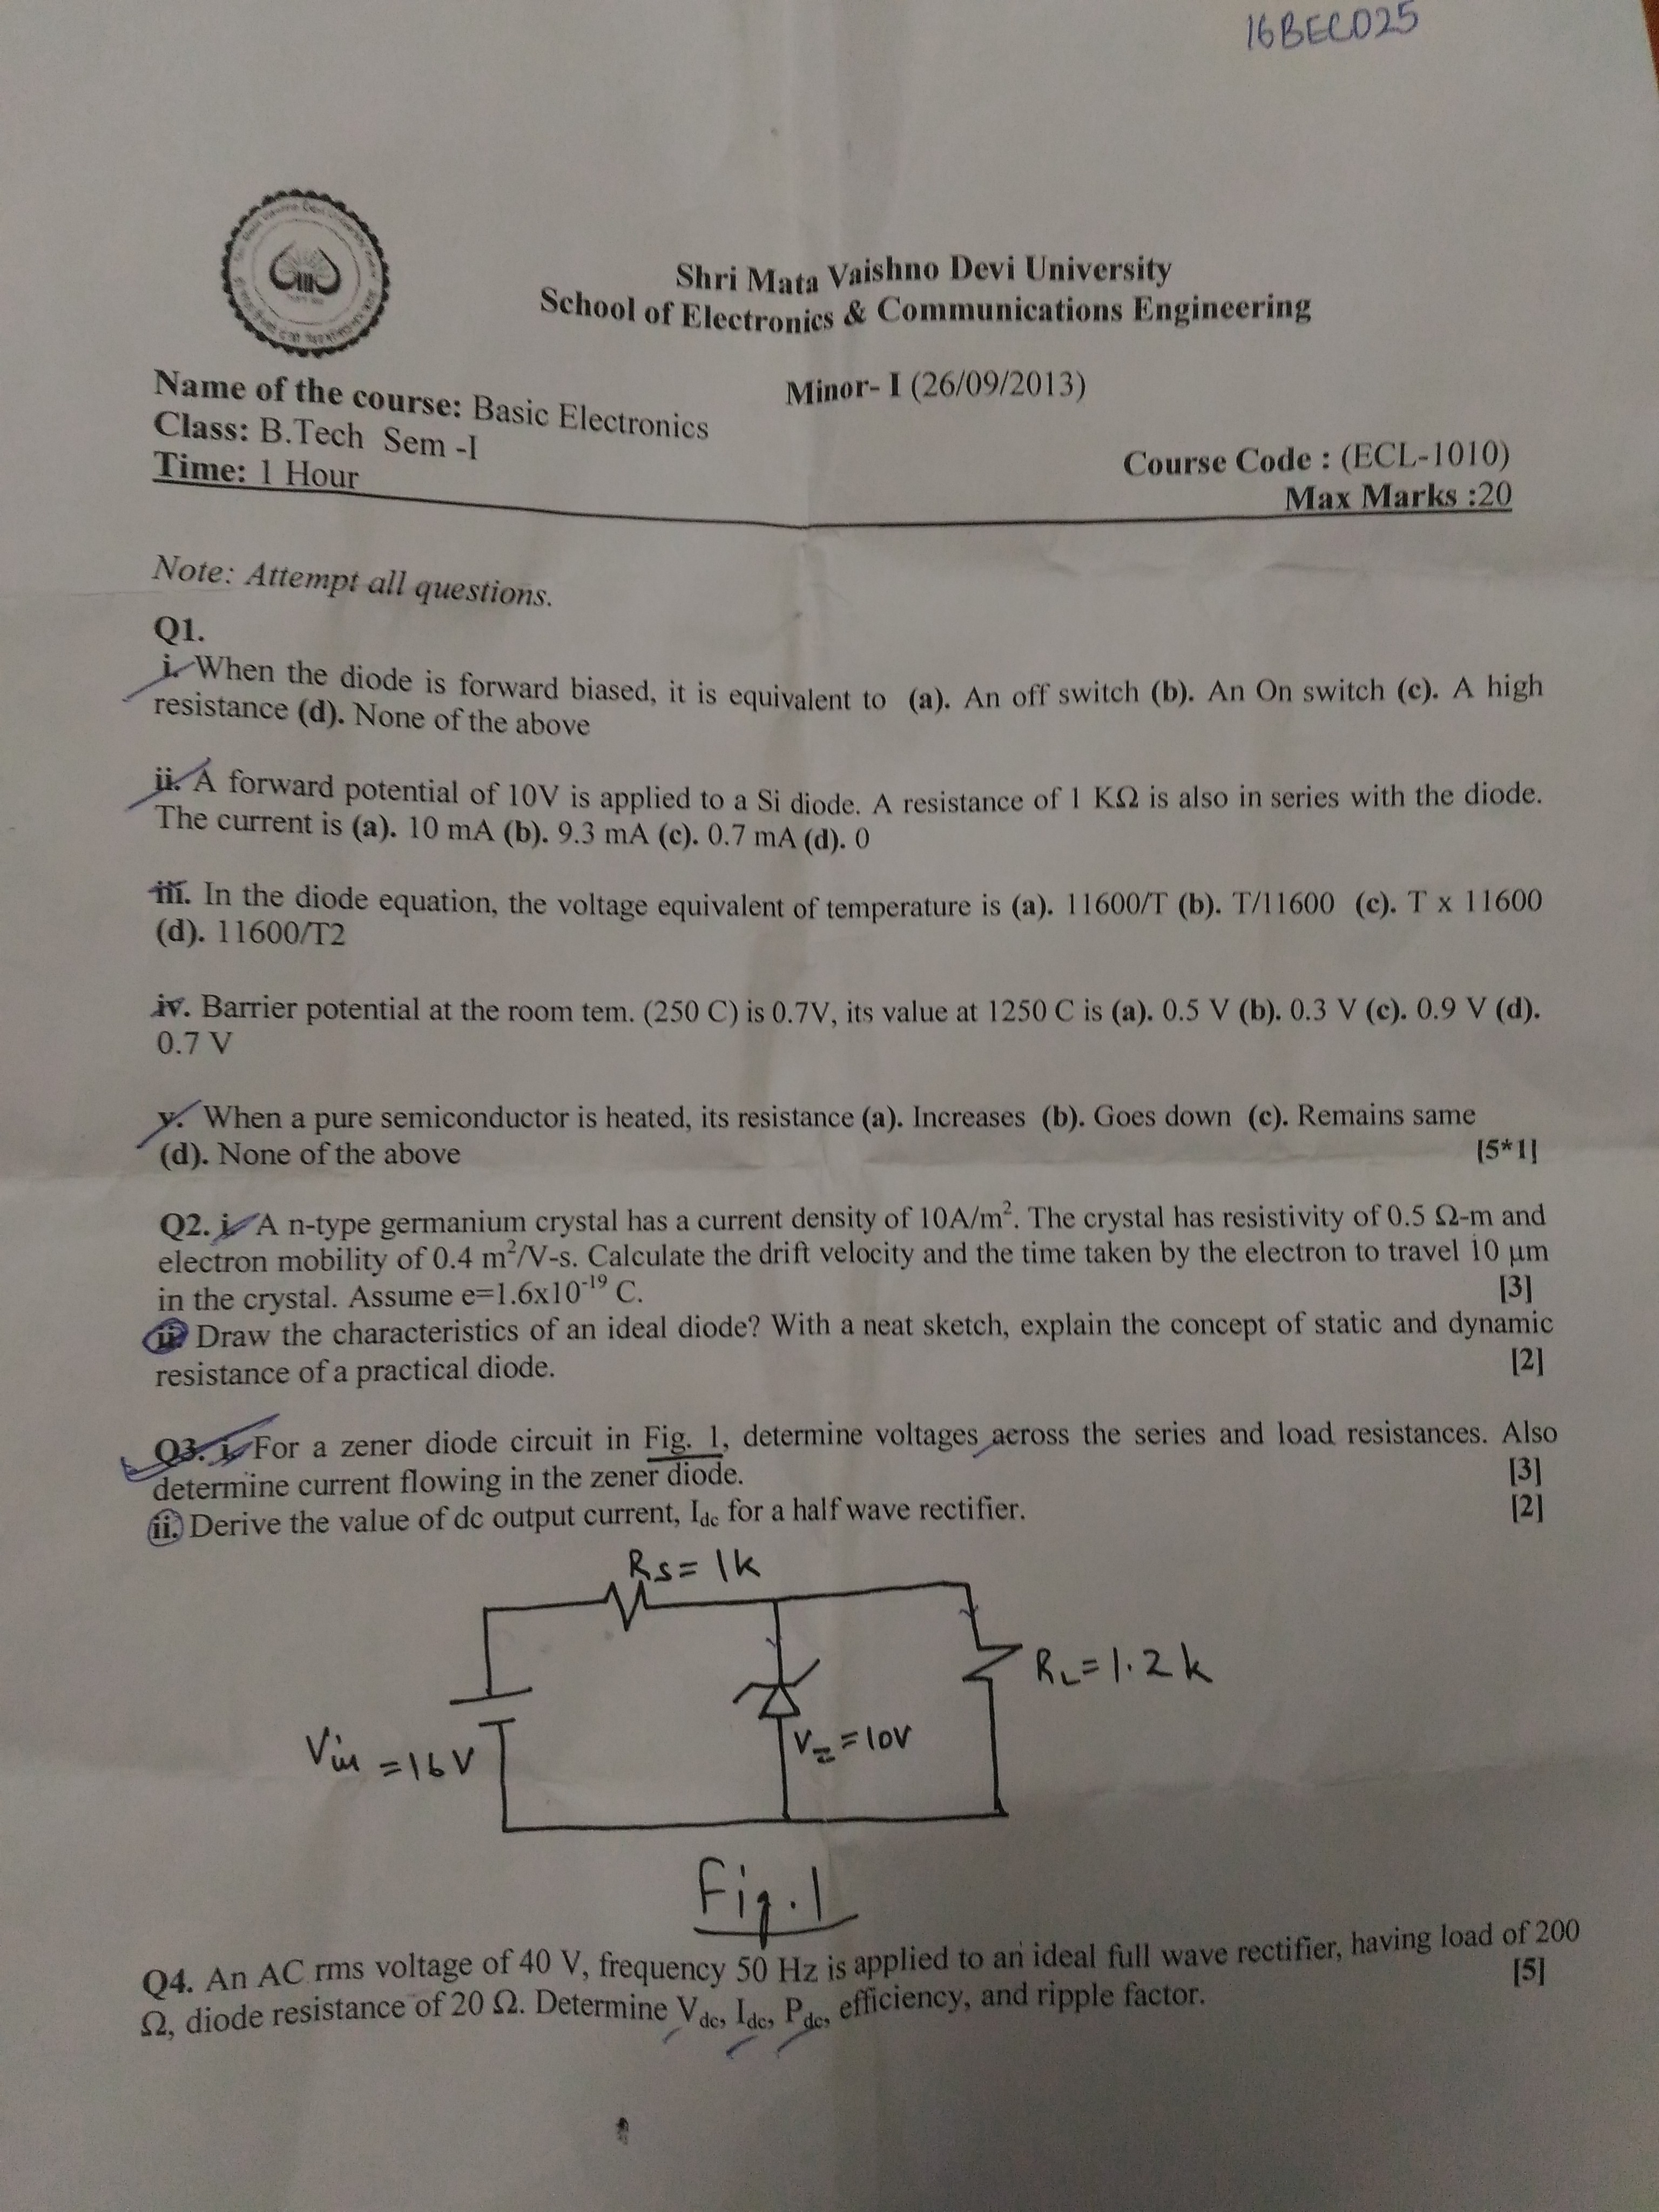 16BECD25
Shri Mata Vaishno Devi University
School of Electronics & Communications Engineering
Minor- I (26/09/2013)
Name of the course: Basic Electronics
Class: B.Tech Sem -I
Time: 1 Hour
Course Code : (ECL-1010)
Max Marks :20
Note: Attempt all questions.
Q1.
i. When the diode is forward biased, it is equivalent to (a). An off switch (b). An On switch (c). A high
resistance (d). None of the above
ii. A forward potential of 10V is applied to a Si diode. A resistance of 1 KΩ is also in series with the diode.
The current is (a). 10 mA (b). 9.3 mA (c). 0.7 mA (d). 0
iii. In the diode equation, the voltage equivalent of temperature is (a). 11600/T (b). T/11600 (c). T x 11600
(d). 11600/T2
iv. Barrier potential at the room tem. (250 C) is 0.7V, its value at 1250 C is (a). 0.5 V (b). 0.3 V (c). 0.9 V (d).
0.7 V
v. When a pure semiconductor is heated, its resistance (a). Increases (b). Goes down (c). Remains same
(d). None of the above [5*1]
Q2. i. A n-type germanium crystal has a current density of 10A/m². The crystal has resistivity of 0.5 Ω-m and
electron mobility of 0.4 m²/V-s. Calculate the drift velocity and the time taken by the electron to travel 10 μm
in the crystal. Assume e=1.6x10⁻¹⁹ C. [3]
ii. Draw the characteristics of an ideal diode? With a neat sketch, explain the concept of static and dynamic
resistance of a practical diode. [2]
Q3. i. For a zener diode circuit in Fig. 1, determine voltages across the series and load resistances. Also
determine current flowing in the zener diode. [3]
ii. Derive the value of dc output current, Idc for a half wave rectifier. [2]
RS= 1k
RL=1.2k
VZ=10V
Vin =16V
Fig.1
Q4. An AC rms voltage of 40 V, frequency 50 Hz is applied to an ideal full wave rectifier, having load of 200
Ω, diode resistance of 20 Ω. Determine Vdc, Idc, Pdc, efficiency, and ripple factor. [5]